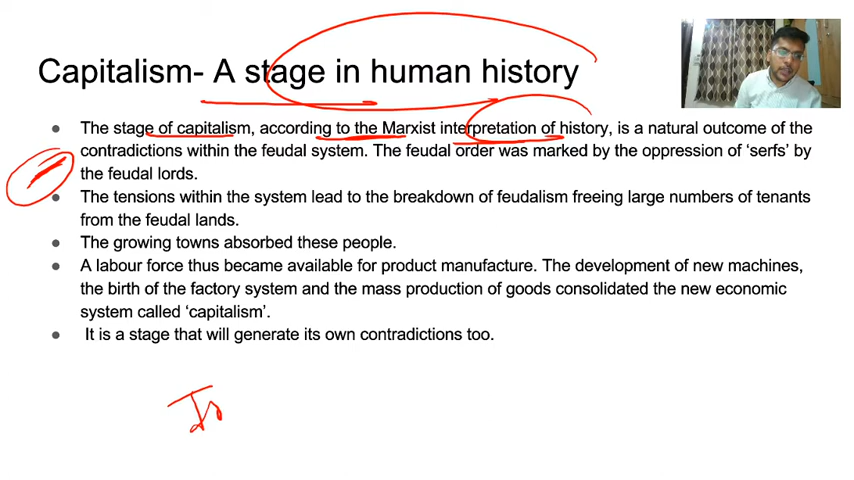 Capitalism- A stage in human history
● The stage of capitalism, according to the Marxist interpretation of history, is a natural outcome of the
contradictions within the feudal system. The feudal order was marked by the oppression of ‘serfs’ by
the feudal lords.
● The tensions within the system lead to the breakdown of feudalism freeing large numbers of tenants
from the feudal lands.
● The growing towns absorbed these people.
● A labour force thus became available for product manufacture. The development of new machines,
the birth of the factory system and the mass production of goods consolidated the new economic
system called ‘capitalism’.
● It is a stage that will generate its own contradictions too.